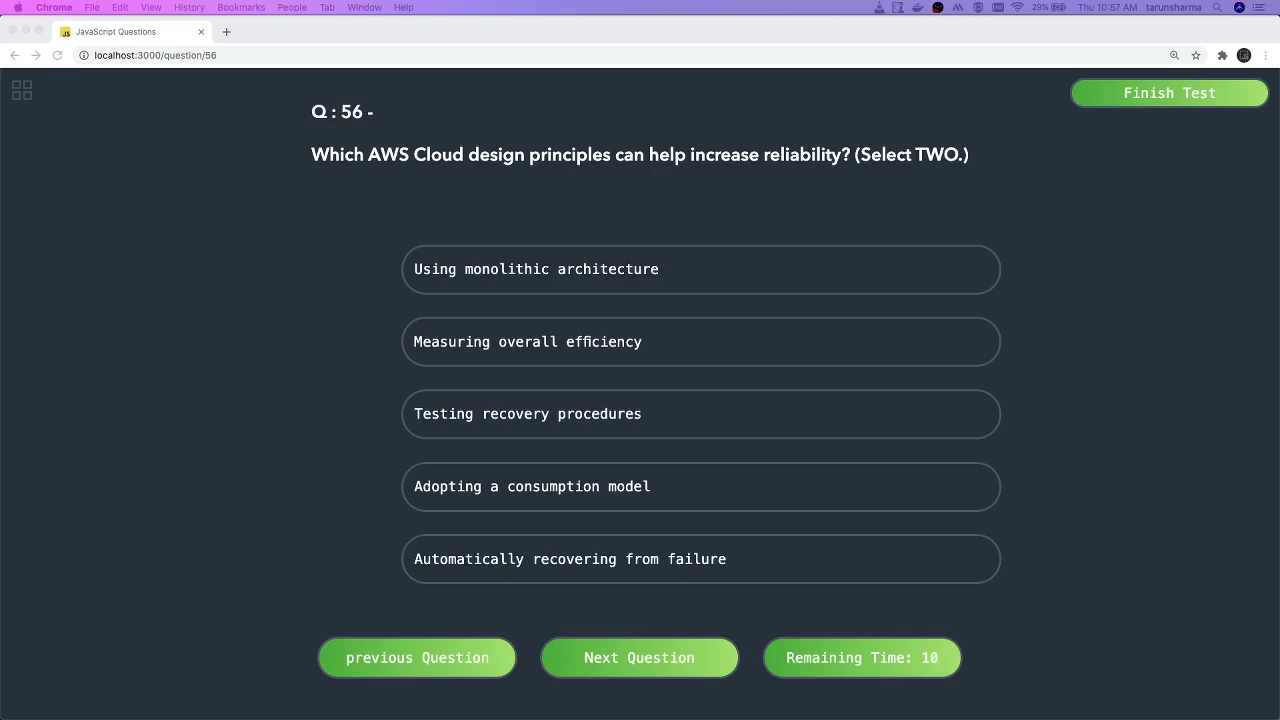 Chrome File Edit View History Bookmarks People Tab Window Help 29% Thu 10:57 AM tarunsharma
JS JavaScript Questions
localhost:3000/question/56
Finish Test
Q : 56 -
Which AWS Cloud design principles can help increase reliability? (Select TWO.)
Using monolithic architecture
Measuring overall efficiency
Testing recovery procedures
Adopting a consumption model
Automatically recovering from failure
previous Question Next Question Remaining Time: 10